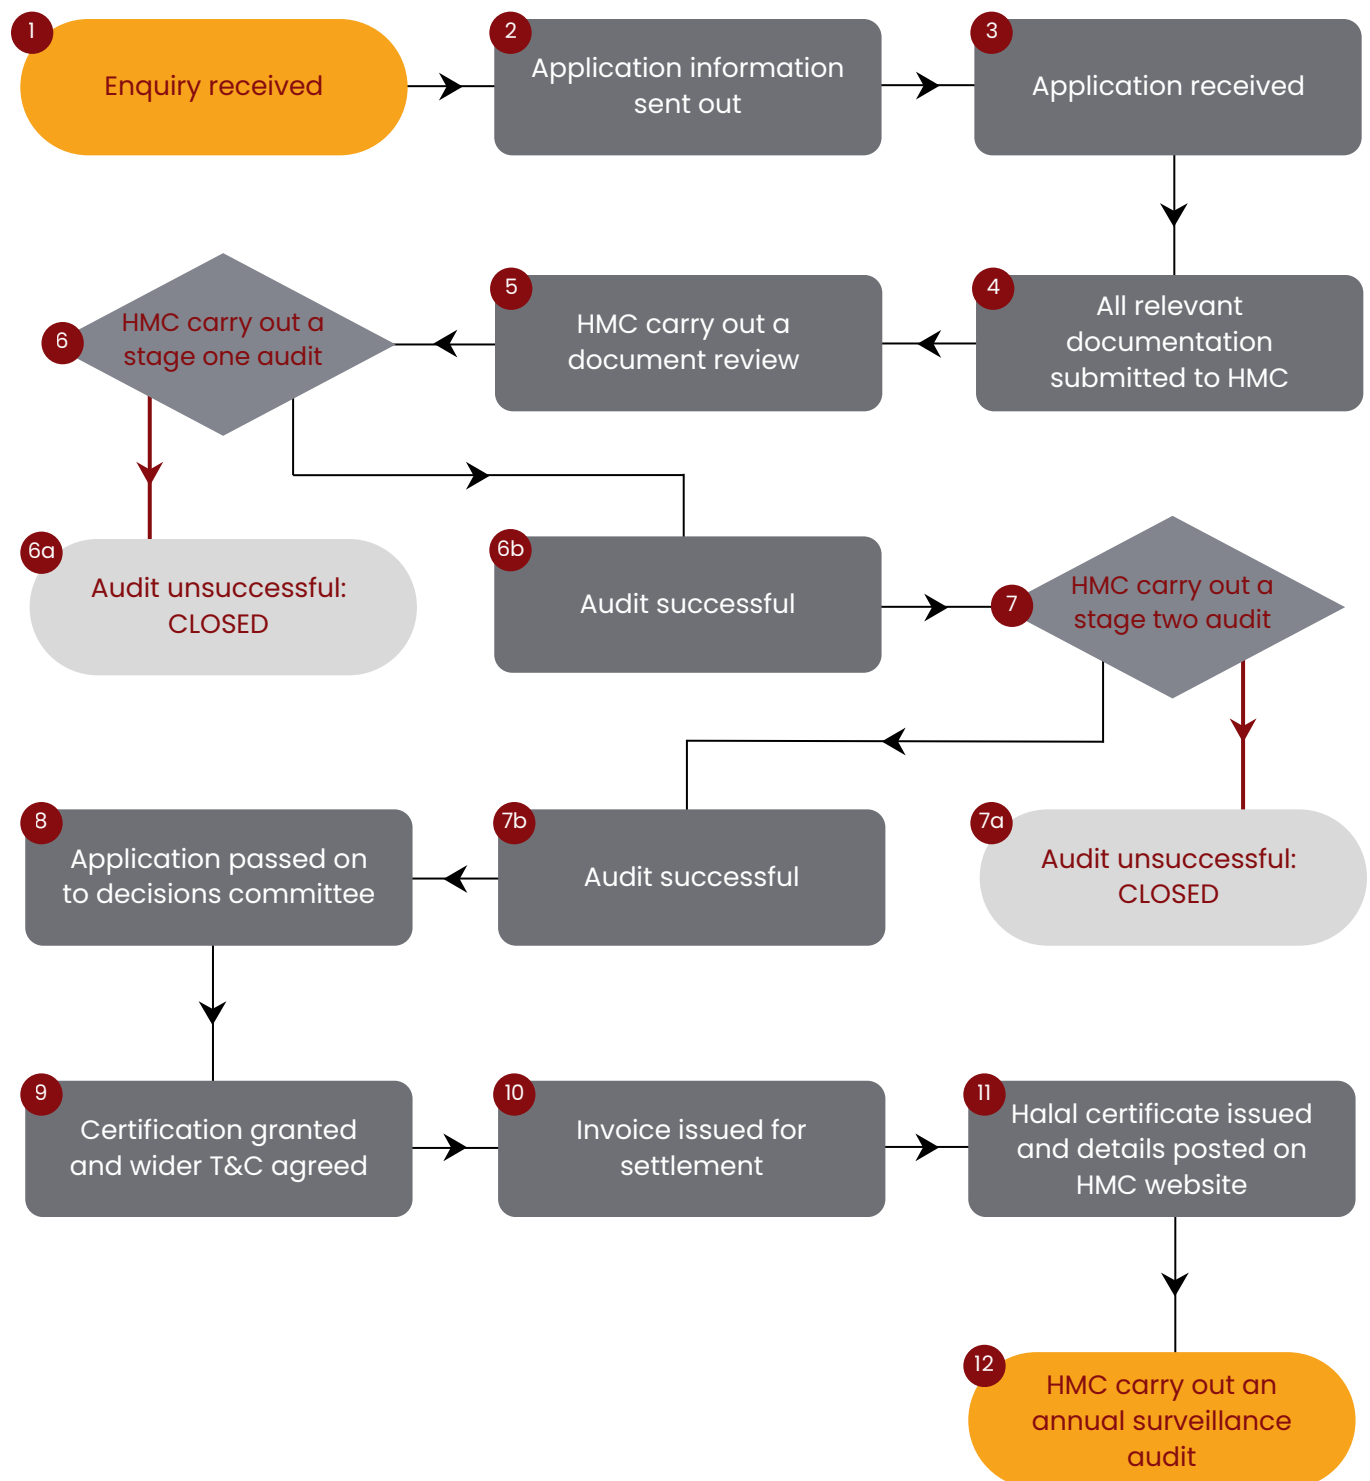 1
Enquiry received
2
Application information
sent out
3
Application received
4
All relevant
documentation
submitted to HMC
5
HMC carry out a
document review
6
HMC carry out a
stage one audit
6a
Audit unsuccessful:
CLOSED
6b
Audit successful
7
HMC carry out a
stage two audit
7a
Audit unsuccessful:
CLOSED
7b
Audit successful
8
Application passed on
to decisions committee
9
Certification granted
and wider T&C agreed
10
Invoice issued for
settlement
11
Halal certificate issued
and details posted on
HMC website
12
HMC carry out an
annual surveillance
audit